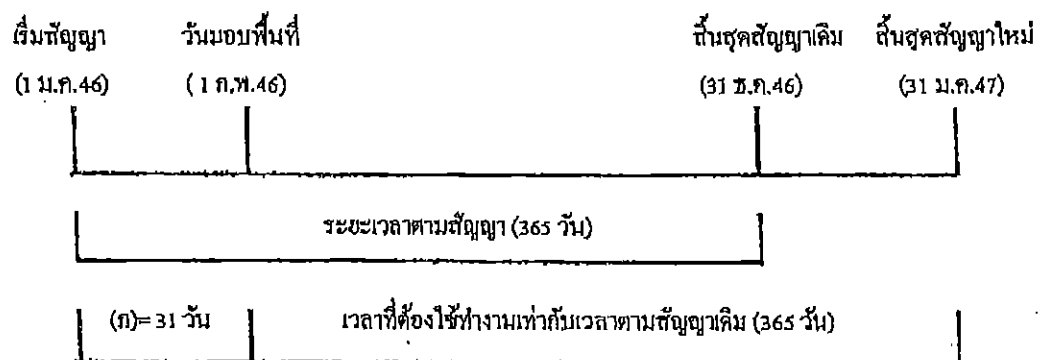 เริ่มสัญญา วันมอบพื้นที่ สิ้นสุดสัญญาเดิม สิ้นสุดสัญญาใหม่
(1 ม.ค.46) ( 1 ก.พ.46) (31 ธ.ค.46) (31 ม.ค.47)
ระยะเวลาตามสัญญา (365 วัน)
(ก)= 31 วัน เวลาที่ต้องใช้ทำงานเท่ากับเวลาตามสัญญาเดิม (365 วัน)